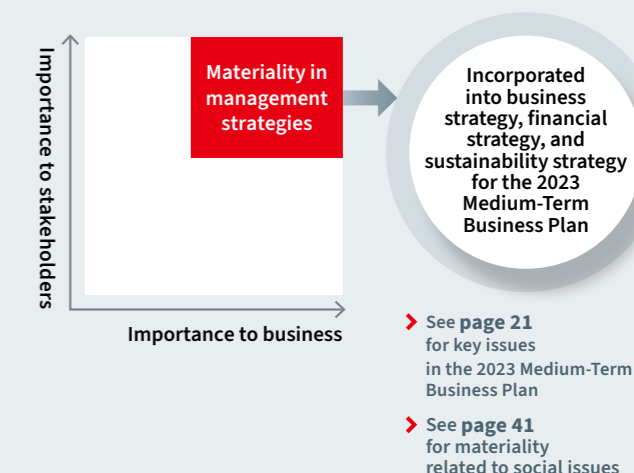 Importance to stakeholders
Materiality in
management
strategies
Importance to business
Incorporated
into business
strategy, financial
strategy, and
sustainability strategy
for the 2023
Medium-Term
Business Plan
See page 21
for key issues
in the 2023 Medium-Term
Business Plan
See page 41
for materiality
related to social issues